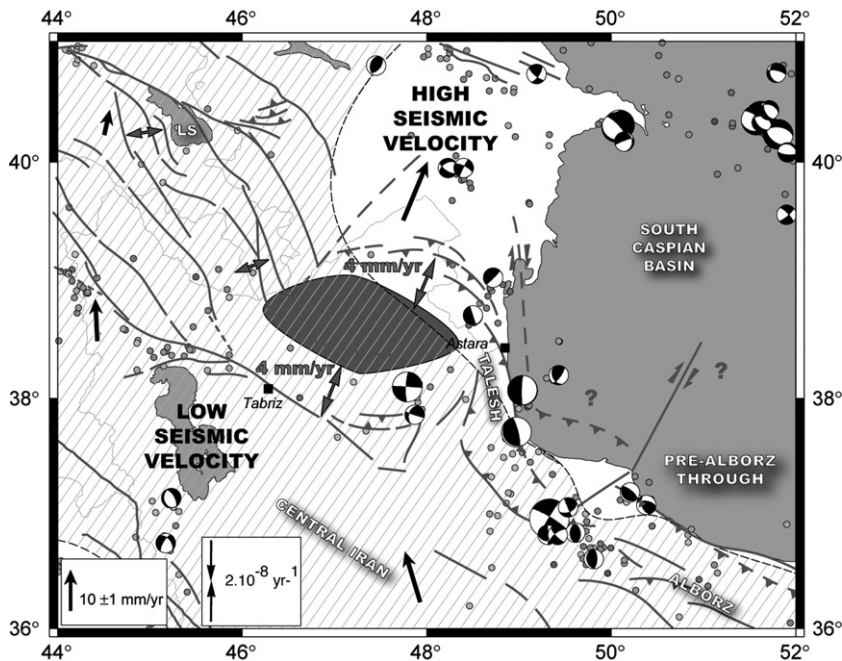 44 46 48 50 52
HIGH
SEISMIC
VELOCITY
LS
40° 40°
SOUTH
CASPIAN
BASIN
4 mm/yr
Astara
TALESH
4 mm/yr
?
?
38° 38°
Tabriz
LOW
SEISMIC
VELOCITY
PRE-ALBORZ
THROUGH
CENTRAL IRAN
ALBORZ
10 ±1 mm/yr
2.10-8 yr-1
36° 36°
44 46 48 50 52